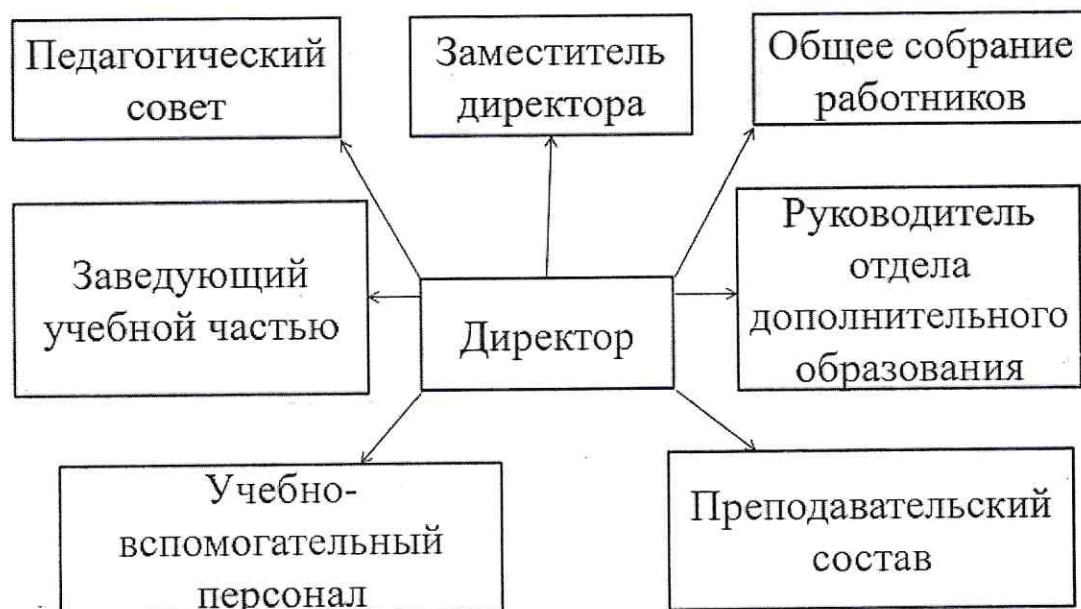 Педагогический
совет
Заместитель
директора
Общее собрание
работников
Заведующий
учебной частью
Директор
Руководитель
отдела
дополнительного
образования
Учебно-
вспомогательный
персонал
Преподавательский
состав